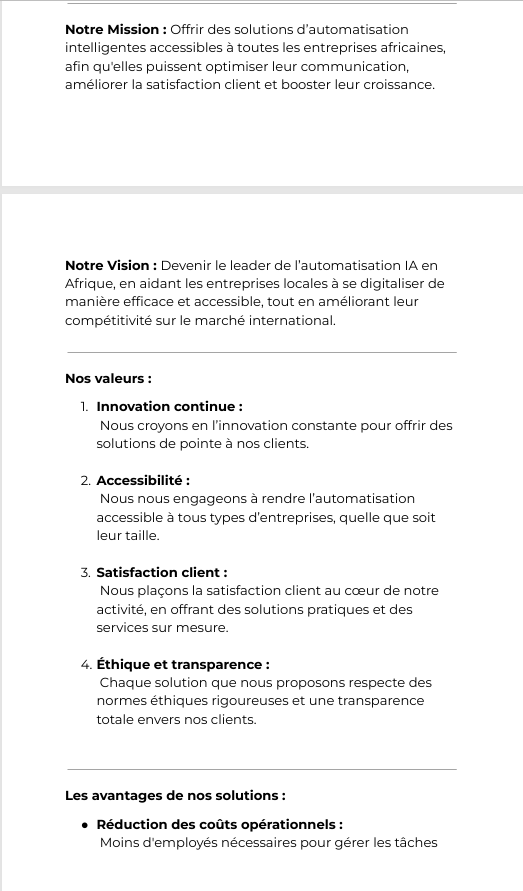 Notre Mission : Offrir des solutions d’automatisation
intelligentes accessibles à toutes les entreprises africaines,
afin qu'elles puissent optimiser leur communication,
améliorer la satisfaction client et booster leur croissance.
Notre Vision : Devenir le leader de l’automatisation IA en
Afrique, en aidant les entreprises locales à se digitaliser de
manière efficace et accessible, tout en améliorant leur
compétitivité sur le marché international.
Nos valeurs :
1. Innovation continue :
Nous croyons en l’innovation constante pour offrir des
solutions de pointe à nos clients.
2. Accessibilité :
Nous nous engageons à rendre l’automatisation
accessible à tous types d’entreprises, quelle que soit
leur taille.
3. Satisfaction client :
Nous plaçons la satisfaction client au cœur de notre
activité, en offrant des solutions pratiques et des
services sur mesure.
4. Éthique et transparence :
Chaque solution que nous proposons respecte des
normes éthiques rigoureuses et une transparence
totale envers nos clients.
Les avantages de nos solutions :
● Réduction des coûts opérationnels :
Moins d'employés nécessaires pour gérer les tâches